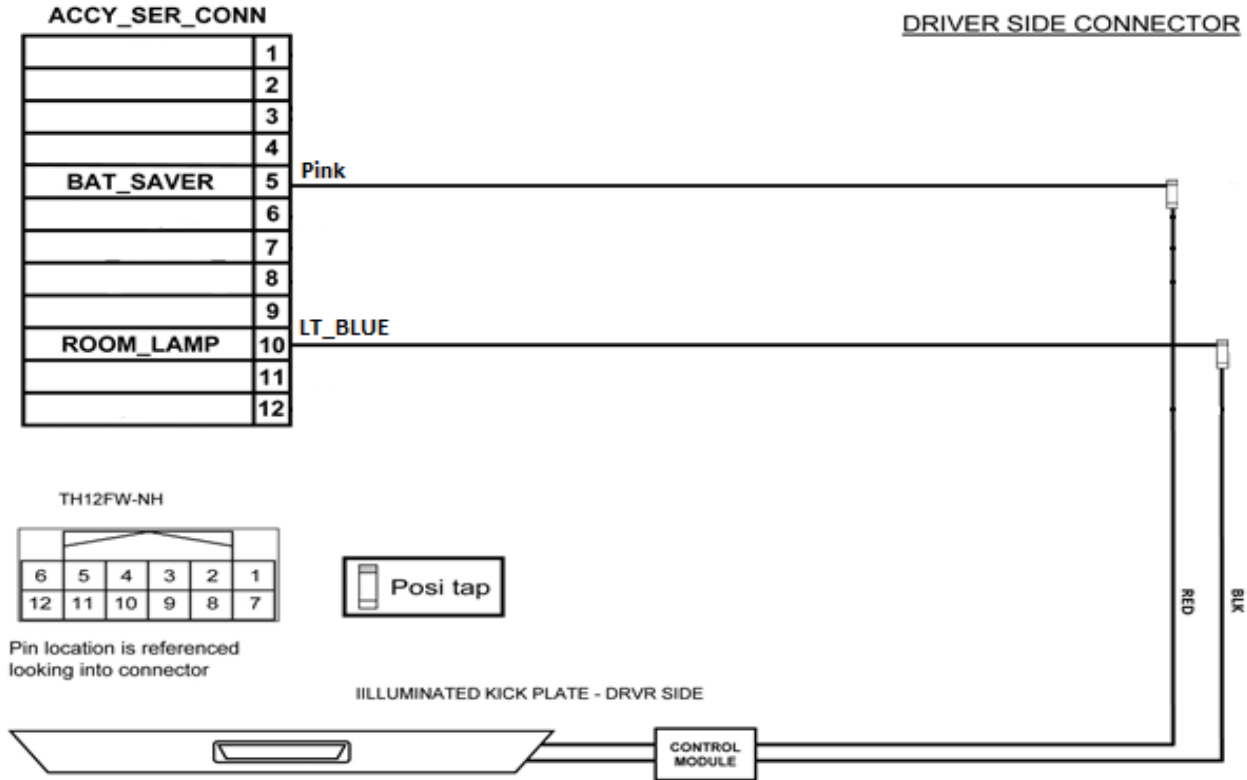 ACCY_SER_CONN
DRIVER SIDE CONNECTOR
1
2
3
4
BAT_SAVER 5 Pink
6
7
8
9
ROOM_LAMP 10 LT_BLUE
11
12
TH12FW-NH
6 5 4 3 2 1
12 11 10 9 8 7
Posi tap
RED
BLK
Pin location is referenced
looking into connector
IILLUMINATED KICK PLATE - DRVR SIDE
CONTROL
MODULE